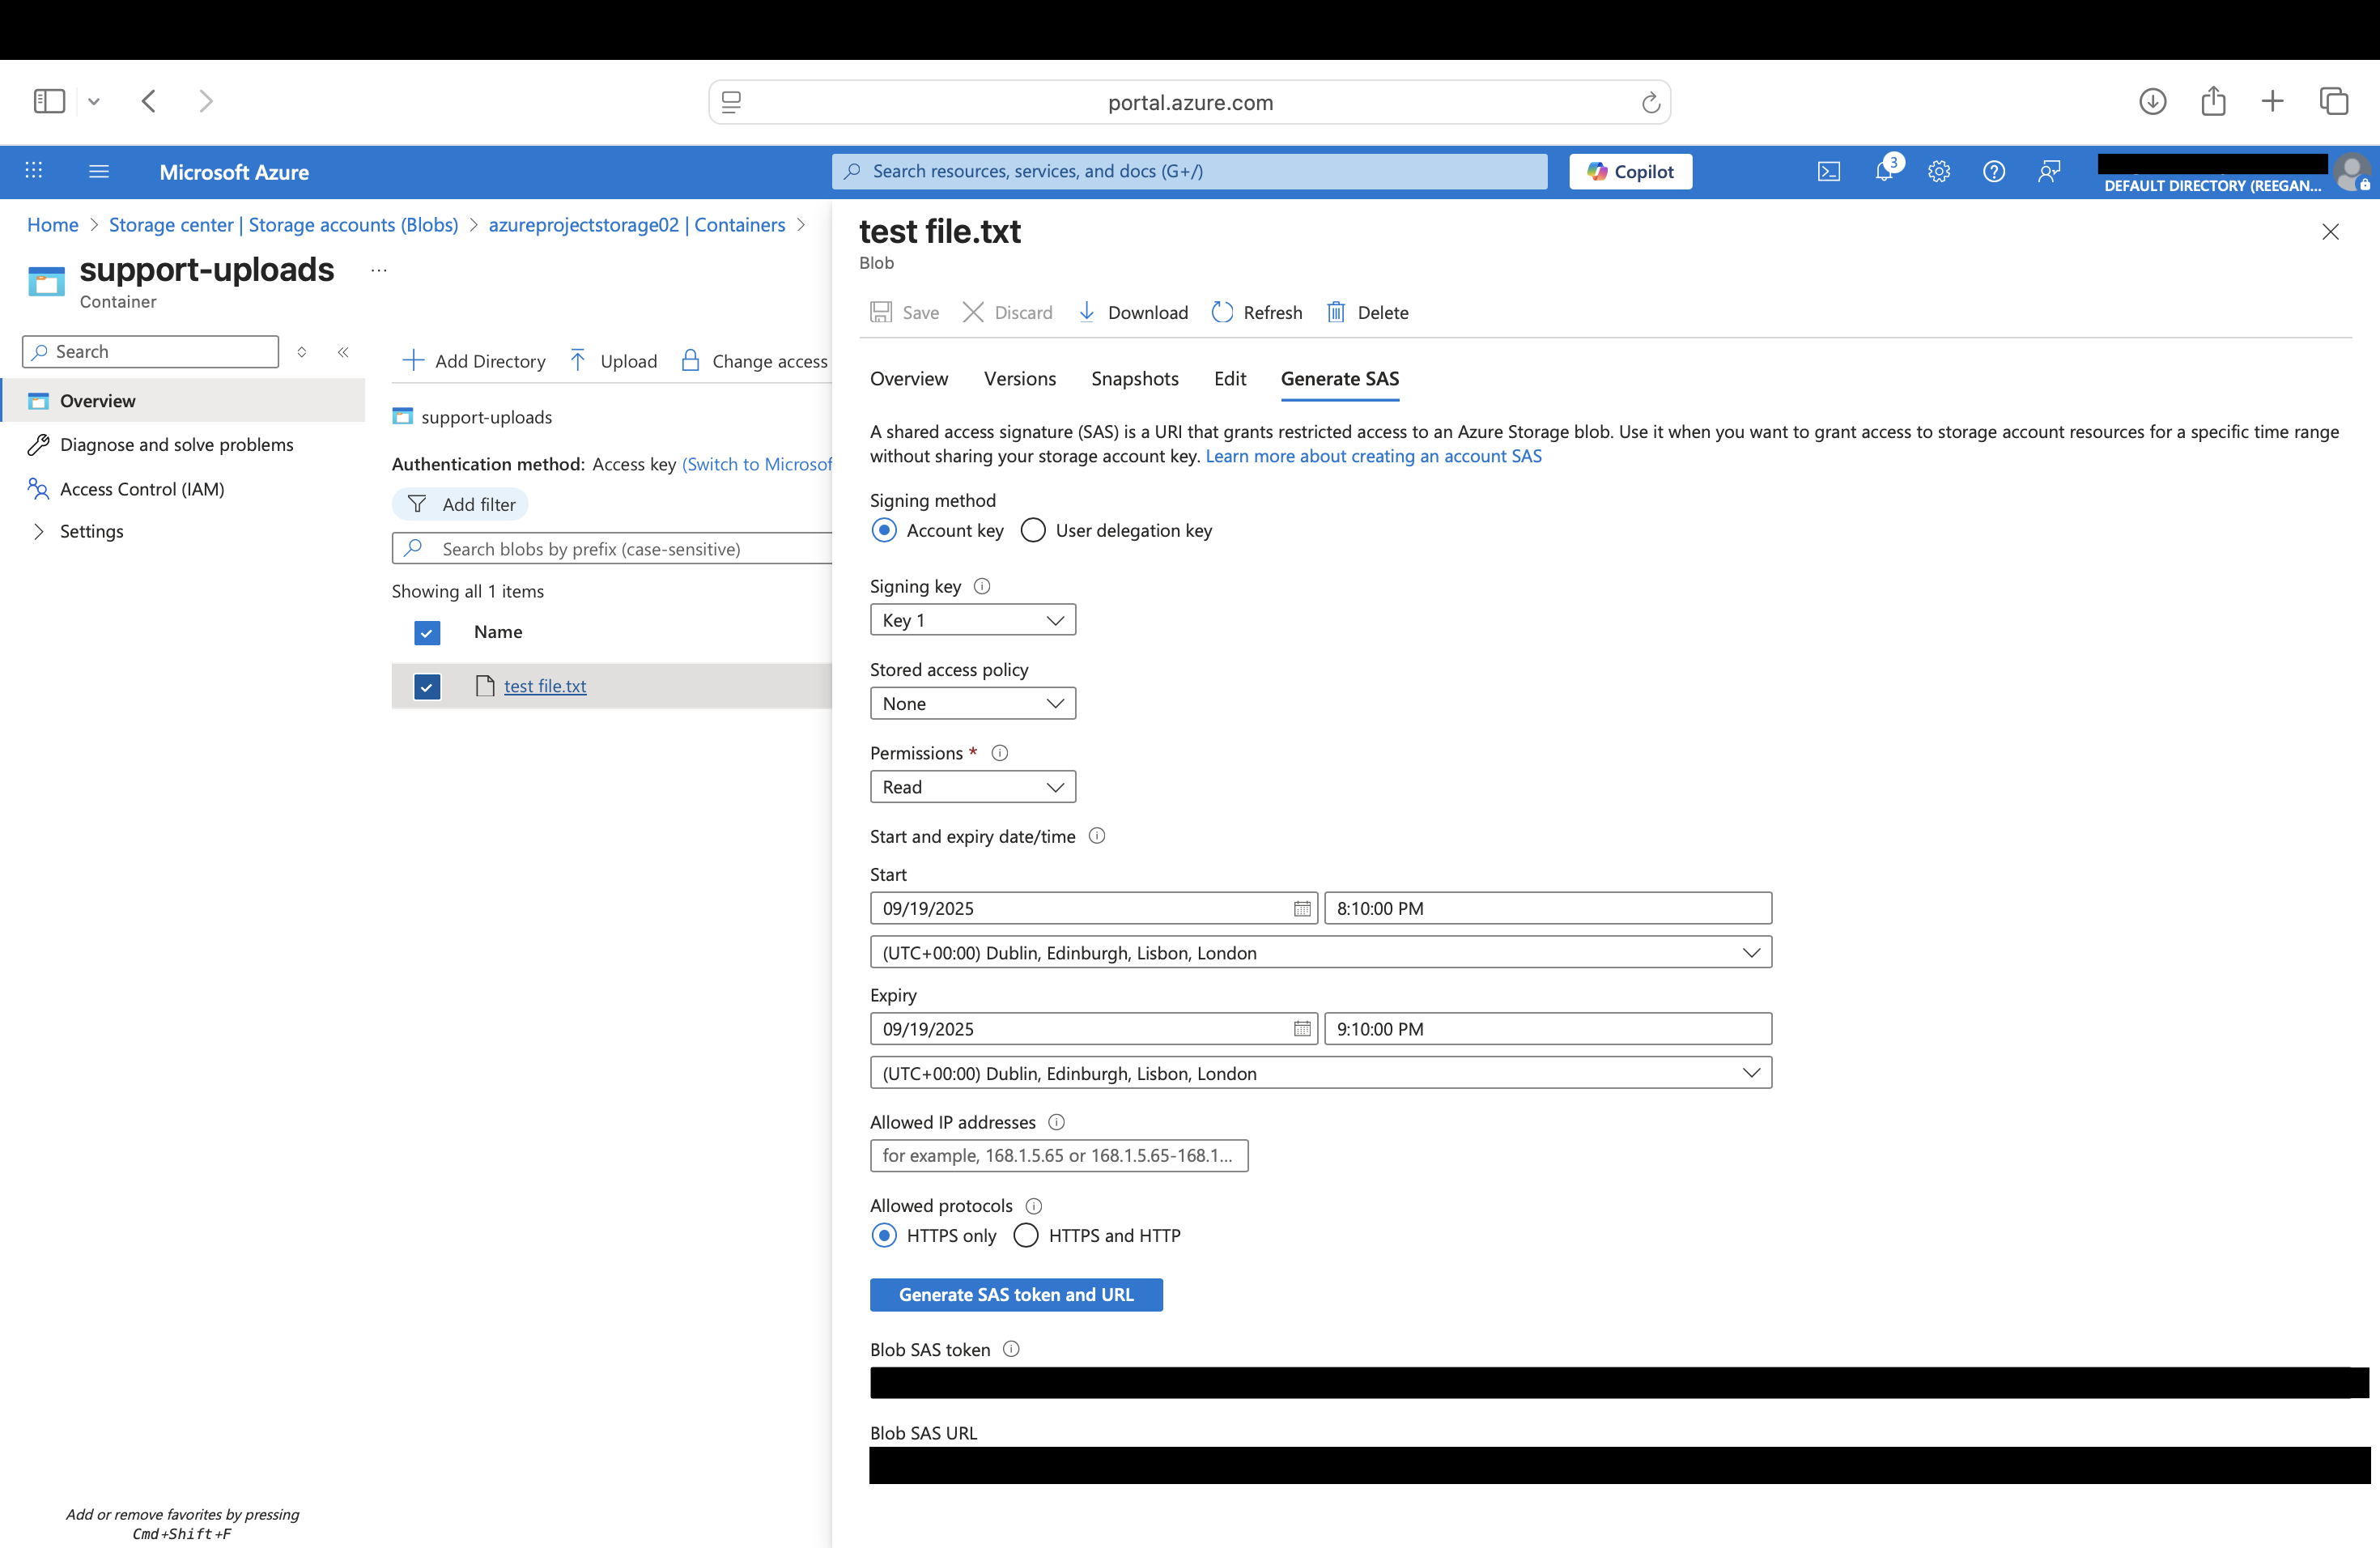 portal.azure.com
Microsoft Azure
Search resources, services, and docs (G+/)
Copilot
3
DEFAULT DIRECTORY (REEGAN...
Home > Storage center | Storage accounts (Blobs) > azureprojectstorage02 | Containers >
support-uploads ...
Container
Search
Overview
Diagnose and solve problems
Access Control (IAM)
Settings
Add or remove favorites by pressing
Cmd+Shift+F
Add Directory Upload Change access
support-uploads
Authentication method: Access key (Switch to Microsof
Add filter
Search blobs by prefix (case-sensitive)
Showing all 1 items
Name
test file.txt
test file.txt
Blob
Save Discard Download Refresh Delete
Overview Versions Snapshots Edit Generate SAS
A shared access signature (SAS) is a URI that grants restricted access to an Azure Storage blob. Use it when you want to grant access to storage account resources for a specific time range
without sharing your storage account key. Learn more about creating an account SAS
Signing method
Account key User delegation key
Signing key
Key 1
Stored access policy
None
Permissions *
Read
Start and expiry date/time
Start
09/19/2025 8:10:00 PM
(UTC+00:00) Dublin, Edinburgh, Lisbon, London
Expiry
09/19/2025 9:10:00 PM
(UTC+00:00) Dublin, Edinburgh, Lisbon, London
Allowed IP addresses
for example, 168.1.5.65 or 168.1.5.65-168.1...
Allowed protocols
HTTPS only HTTPS and HTTP
Generate SAS token and URL
Blob SAS token
Blob SAS URL